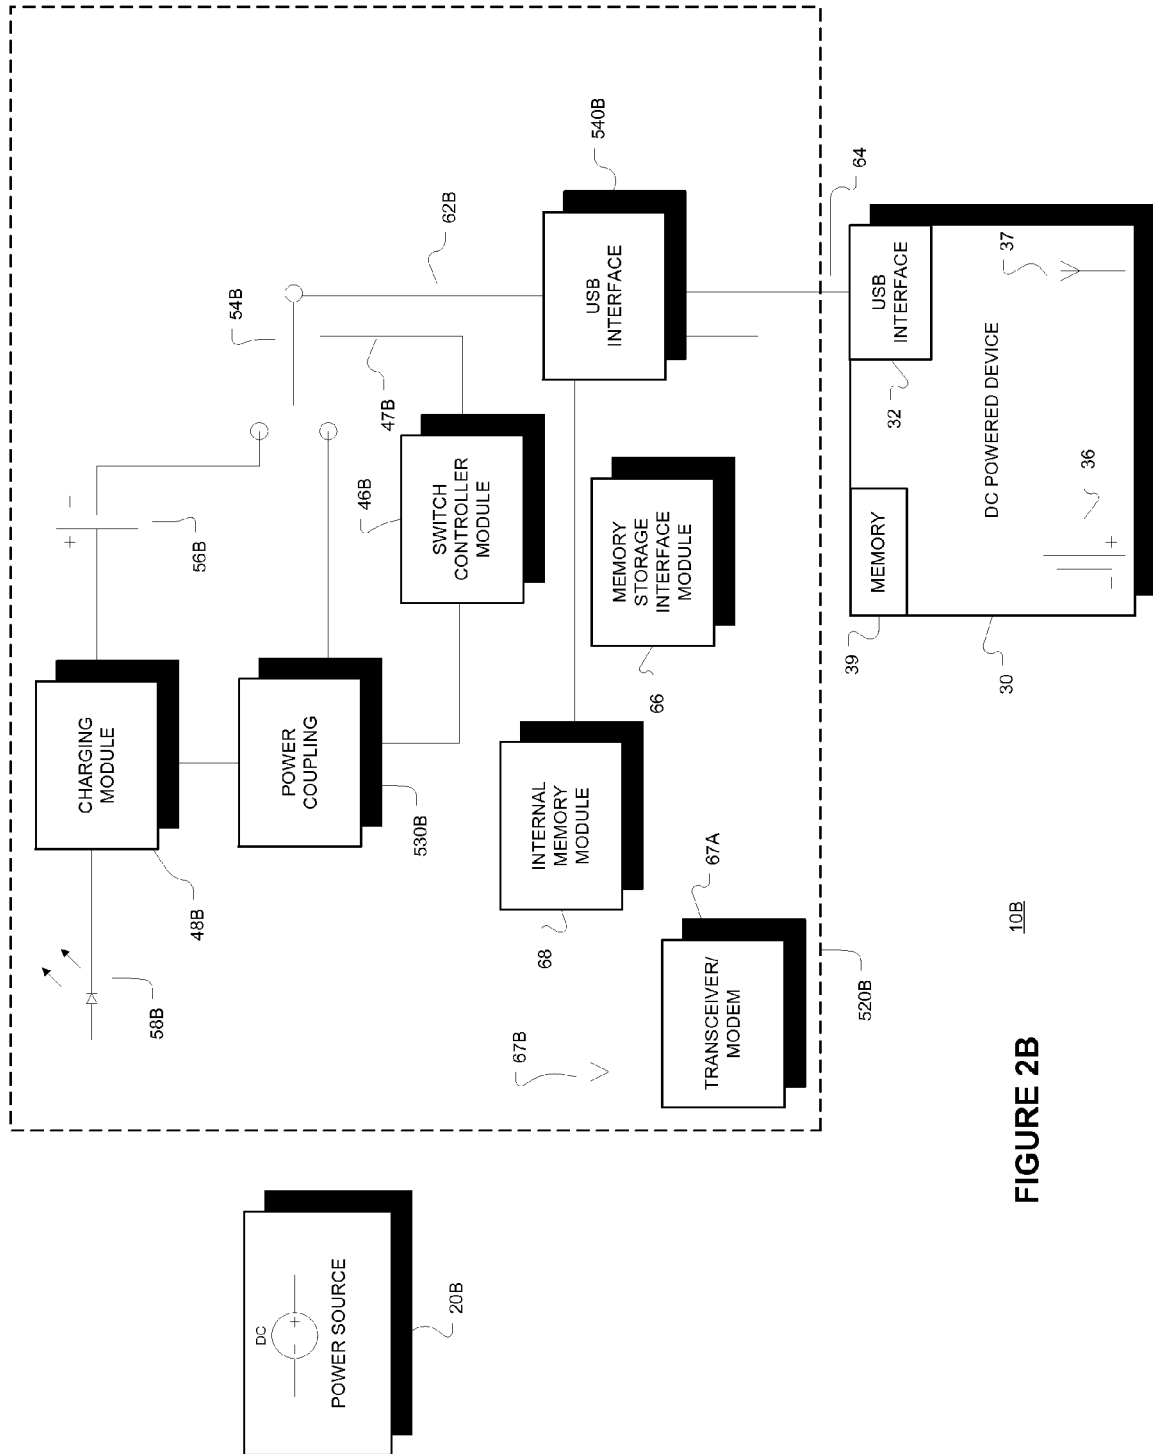 58B
48B
CHARGING
MODULE
+
-
56B
54B
DC
-
+
POWER SOURCE
20B
POWER
COUPLING
530B
46B
47B
SWITCH
CONTROLLER
MODULE
62B
USB
INTERFACE
540B
67B
68
INTERNAL
MEMORY
MODULE
66
MEMORY
STORAGE
INTERFACE
MODULE
TRANSCEIVER/
MODEM
67A
520B
64
39
MEMORY
32
USB
INTERFACE
37
30
DC POWERED DEVICE
36
-
+
10B
FIGURE 2B